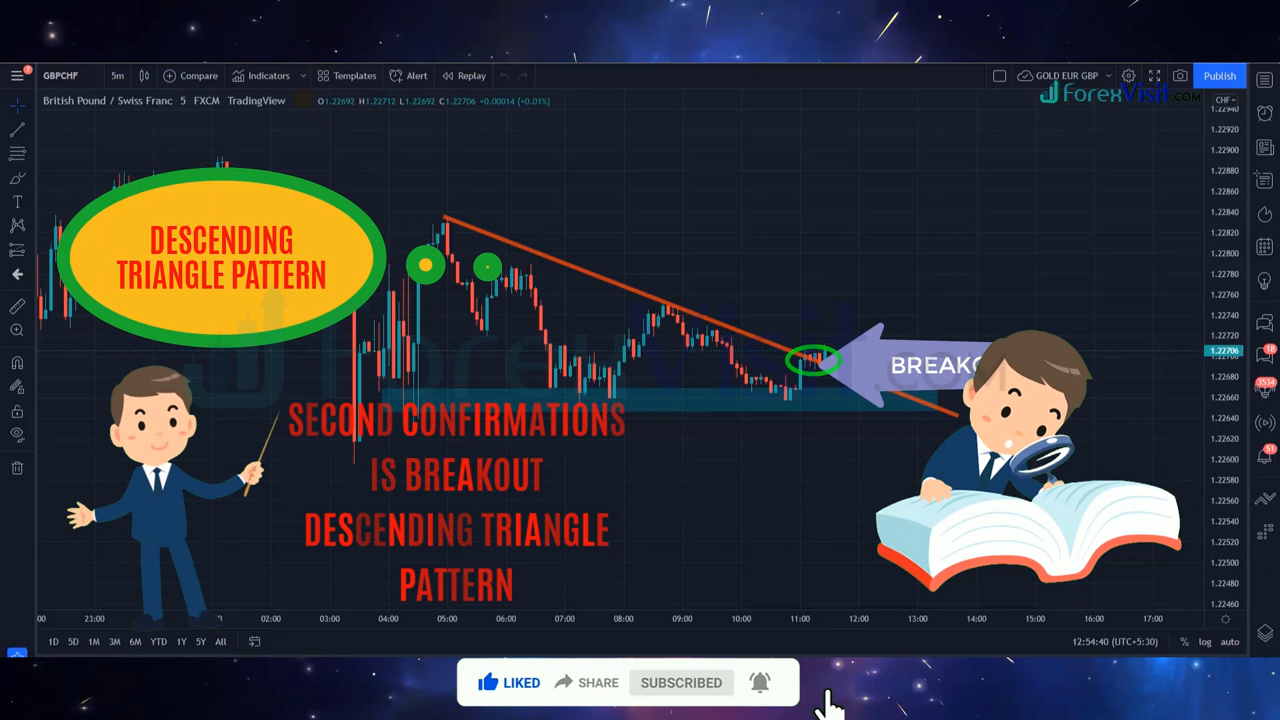 GBPCHF 5m Compare Indicators Templates Alert Replay GOLD EUR GBP Publish
7
British Pound / Swiss Franc · 5 · FXCM TradingView O1.22692 H1.22712 L1.22692 C1.22706 +0.00014 (+0.01%)
ForexVisit.COM
CHF
1.22940
1.22920
1.22900
1.22880
1.22860
1.22840
1.22820
1.22800
1.22780
1.22760
1.22740
1.22720
1.22706
1.22680
1.22660
1.22640
1.22620
1.22600
1.22580
1.22560
1.22540
1.22520
1.22500
1.22480
1.22460
DESCENDING
TRIANGLE PATTERN
BREAKO
18
3514
51
SECOND CONFIRMATIONS
IS BREAKOUT
DESCENDING TRIANGLE
PATTERN
:00 23:00 02:00 03:00 04:00 05:00 06:00 07:00 08:00 09:00 10:00 11:00 12:00 13:00 14:00 15:00 16:00 17:00
1D 5D 1M 3M 6M YTD 1Y 5Y All 12:54:40 (UTC+5:30) % log auto
LIKED SHARE SUBSCRIBED